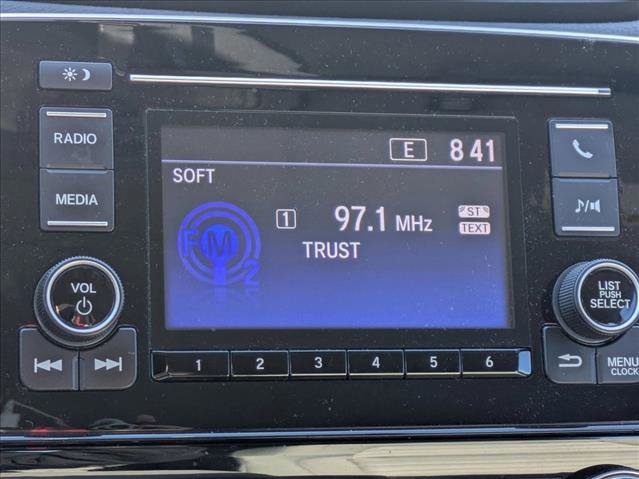 RADIO
MEDIA
VOL
E 841
SOFT
FM2
1 97.1 MHz ST
TEXT
TRUST
LIST
PUSH
SELECT
1 2 3 4 5 6
MENU
CLOCK